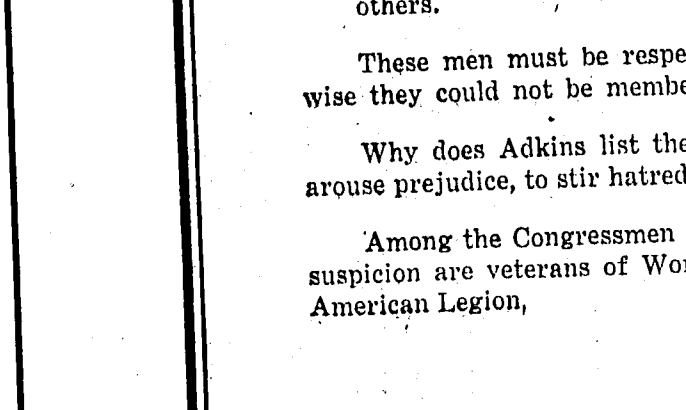 others.
These men must be respe
wise they could not be membe
Why does Adkins list the
arouse prejudice, to stir hatred
Among the Congressmen
suspicion are veterans of Wor
American Legion,